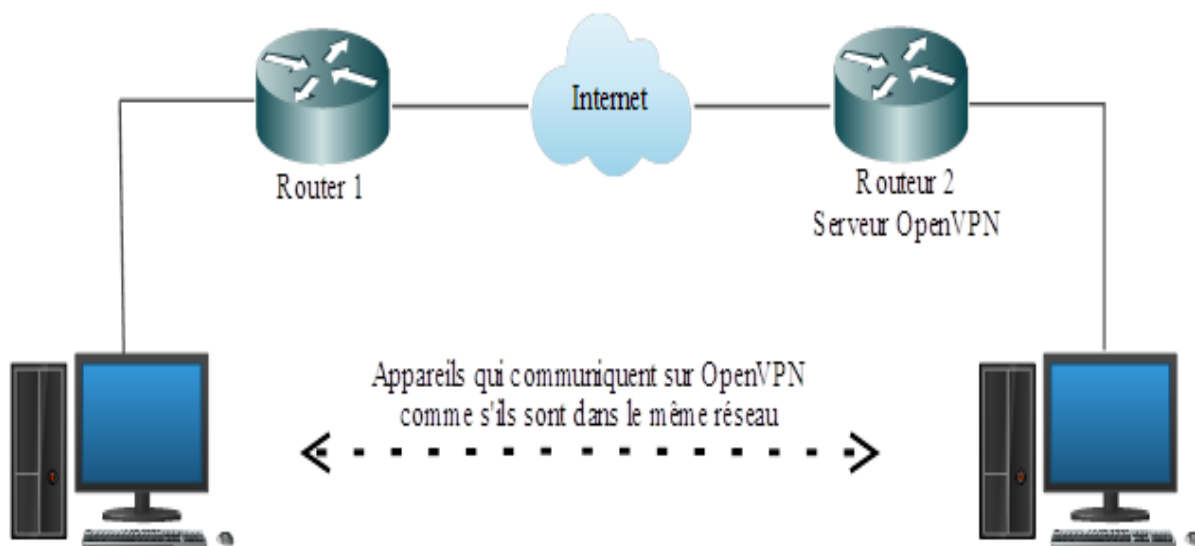 Internet
Router 1
Routeur 2
Serveur OpenVPN
Appareils qui communiquent sur OpenVPN
comme s'ils sont dans le même réseau